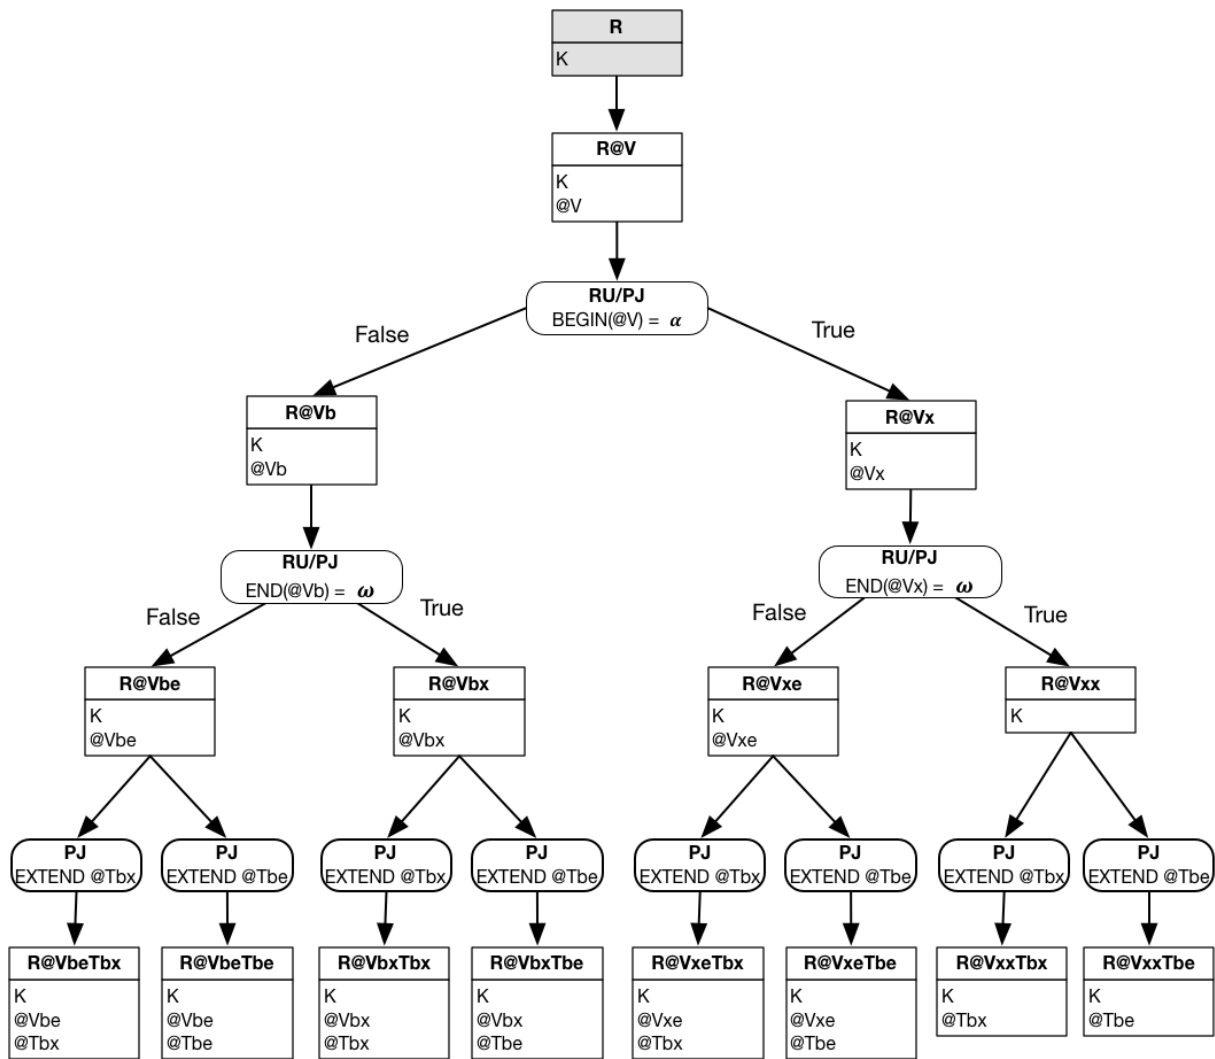 R
K
R@V
K
@V
RU/PJ
BEGIN(@V) = α
False
True
R@Vb
K
@Vb
R@Vx
K
@Vx
RU/PJ
END(@Vb) = ω
RU/PJ
END(@Vx) = ω
False
True
False
True
R@Vbe
K
@Vbe
R@Vbx
K
@Vbx
R@Vxe
K
@Vxe
R@Vxx
K
PJ
EXTEND @Tbx
PJ
EXTEND @Tbe
PJ
EXTEND @Tbx
PJ
EXTEND @Tbe
PJ
EXTEND @Tbx
PJ
EXTEND @Tbe
PJ
EXTEND @Tbx
PJ
EXTEND @Tbe
R@VbeTbx
K
@Vbe
@Tbx
R@VbeTbe
K
@Vbe
@Tbe
R@VbxTbx
K
@Vbx
@Tbx
R@VbxTbe
K
@Vbx
@Tbe
R@VxeTbx
K
@Vxe
@Tbx
R@VxeTbe
K
@Vxe
@Tbe
R@VxxTbx
K
@Tbx
R@VxxTbe
K
@Tbe